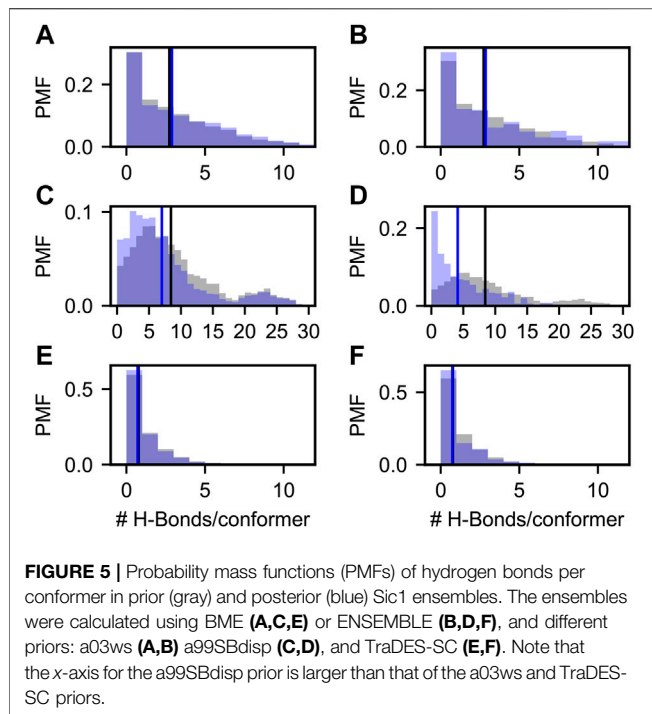 A
B
PMF
0.2
0.0
0
5
10
PMF
0.2
0.0
0
5
10
C
D
PMF
0.1
0.0
0
5
10
15
20
25
30
PMF
0.2
0.0
0
5
10
15
20
25
30
E
F
PMF
0.5
0.0
0
5
10
# H-Bonds/conformer
PMF
0.5
0.0
0
5
10
# H-Bonds/conformer
FIGURE 5 | Probability mass functions (PMFs) of hydrogen bonds per
conformer in prior (gray) and posterior (blue) Sic1 ensembles. The ensembles
were calculated using BME (A,C,E) or ENSEMBLE (B,D,F), and different
priors: a03ws (A,B) a99SBdisp (C,D), and TraDES-SC (E,F). Note that
the x-axis for the a99SBdisp prior is larger than that of the a03ws and TraDES-
SC priors.